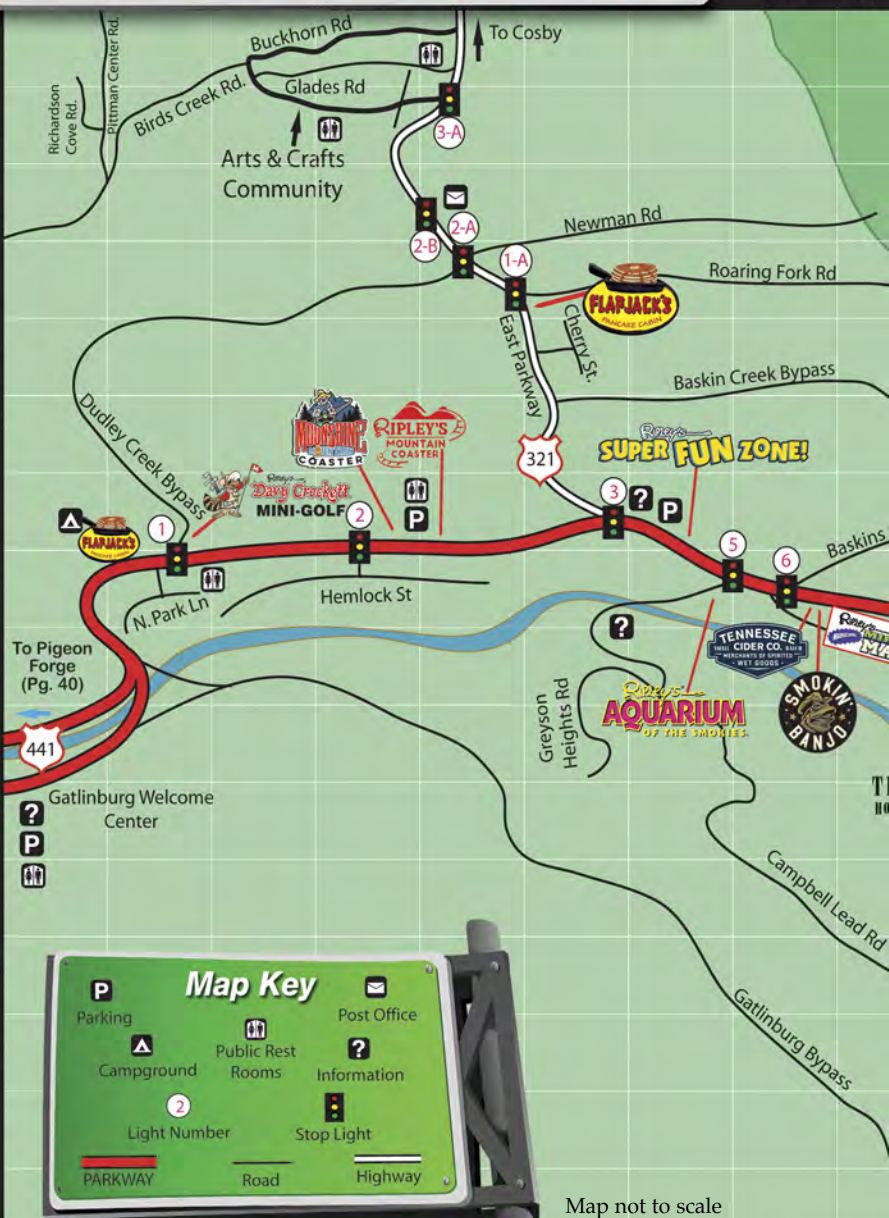 To Cosby
Buckhorn Rd
Glades Rd
Birds Creek Rd.
Pittman Center Rd.
Richardson
Cove Rd.
3-A
Arts & Crafts
Community
2-A
2-B
1-A
Newman Rd
Roaring Fork Rd
FLAPJACK'S
PANCAKE CABIN
Cherry St.
East Parkway
Baskin Creek Bypass
321
Dudley Creek Bypass
MOONSHINE
COASTER
RIPLEY'S
MOUNTAIN
COASTER
Ripley's
SUPER FUN ZONE!
Ripley's
Davy Crockett
MINI-GOLF
FLAPJACK'S
PANCAKE CABIN
1
2
P
3
?
P
5
6
Baskins
N. Park Ln
Hemlock St
To Pigeon
Forge
(Pg. 40)
441
?
TENNESSEE
CIDER CO.
MERCHANTS OF SPIRITED
WET GOODS
Ripley's
Greyson
Heights Rd
Ripley's
AQUARIUM
OF THE SMOKIES
SMOKIN'
BANJO
Gatlinburg Welcome
Center
?
P
Campbell Lead Rd
Gatlinburg Bypass
Map Key
P
Parking
Post Office
Campground
Public Rest
Rooms
?
Information
2
Light Number
Stop Light
PARKWAY
Road
Highway
Map not to scale